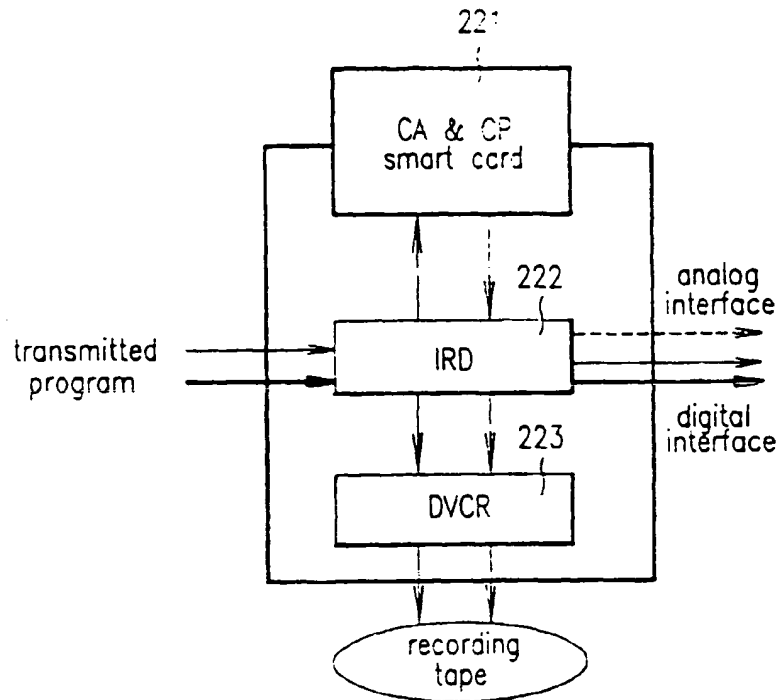 221
CA & CP
smart card
222
analog
interface
transmitted
program
IRD
digital
interface
223
DVCR
recording
tape